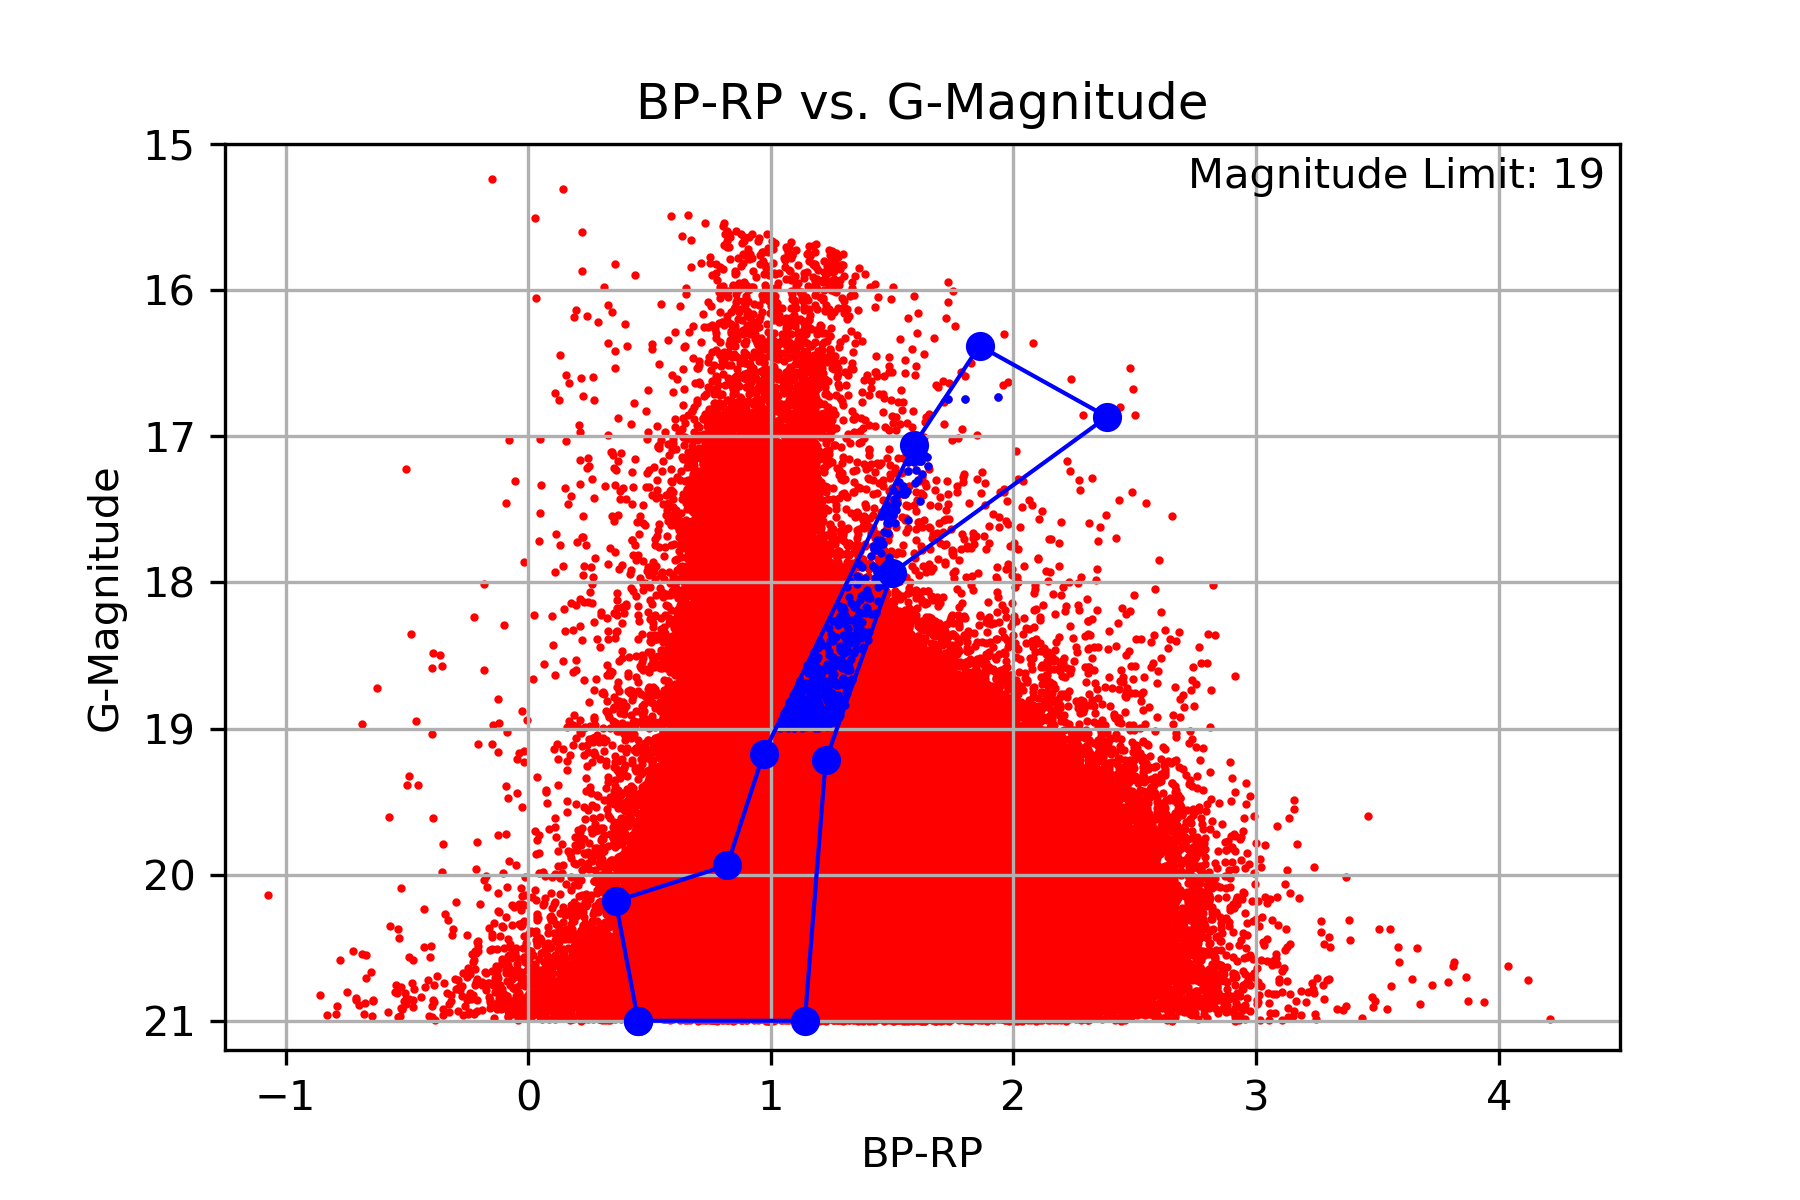 BP-RP vs. G-Magnitude
Magnitude Limit: 19
G-Magnitude
15
16
17
18
19
20
21
−1 0 1 2 3 4
BP-RP